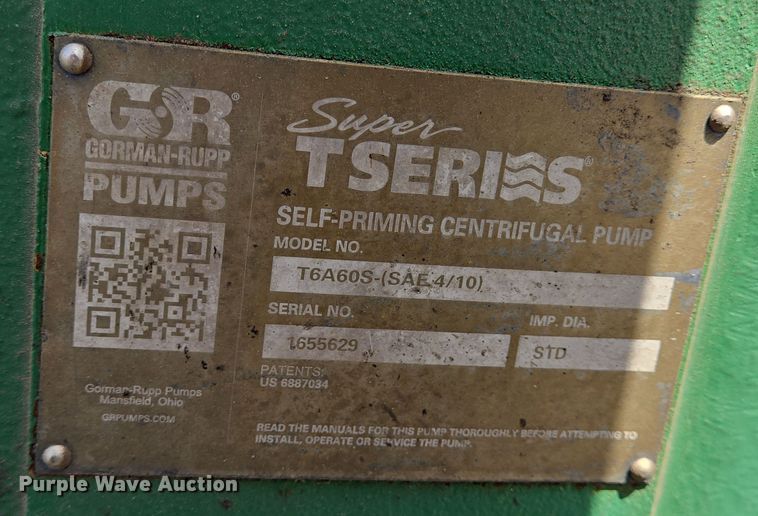 GR®
GORMAN-RUPP
PUMPS
Super
T SERIES®
SELF-PRIMING CENTRIFUGAL PUMP
MODEL NO.
T6A60S-(SAE 4/10)
SERIAL NO.
1655629
IMP. DIA.
STD
PATENTS:
US 6887034
Gorman-Rupp Pumps
Mansfield, Ohio
GRPUMPS.COM
READ THE MANUALS FOR THIS PUMP THOROUGHLY BEFORE ATTEMPTING TO
INSTALL, OPERATE OR SERVICE THE PUMP.
Purple Wave Auction